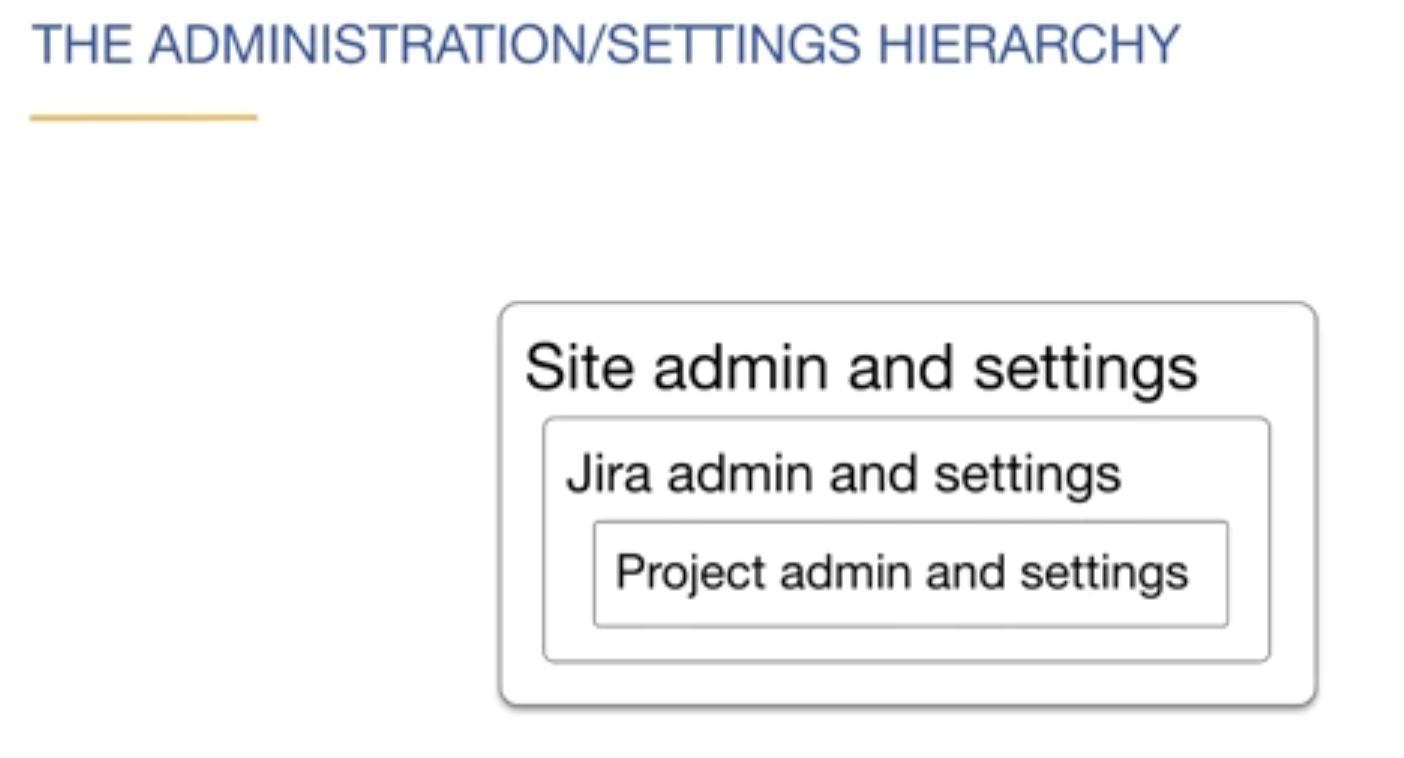 THE ADMINISTRATION/SETTINGS HIERARCHY
Site admin and settings
Jira admin and settings
Project admin and settings